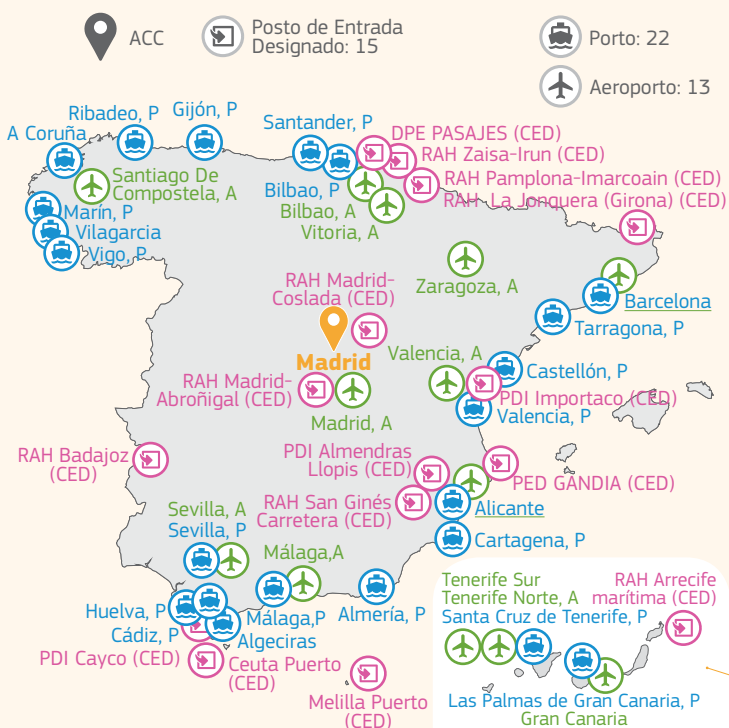 ACC
Posto de Entrada
Designado: 15
Porto: 22
Aeroporto: 13
Ribadeo, P
Gijón, P
A Coruña
Santander, P
DPE PASAJES (CED)
RAH Zaisa-Irun (CED)
RAH Pamplona-Imarcoain (CED)
RAH  La Jonquera (Girona) (CED)
Santiago De
Compostela, A
Bilbao, P
Bilbao, A
Vitoria, A
Marín, P
Vilagarcia
Vigo, P
Zaragoza, A
Barcelona
Tarragona, P
RAH Madrid-
Coslada (CED)
Madrid
Valencia, A
Castellón, P
RAH Madrid-
Abroñigal (CED)
Madrid, A
PDI Importaco (CED)
Valencia, P
RAH Badajoz
(CED)
PDI Almendras
Llopis (CED)
PED GANDIA (CED)
RAH San Ginés
Carretera (CED)
Alicante
Cartagena, P
Sevilla, A
Sevilla, P
Málaga,A
Huelva, P
Cádiz, P
Málaga,P
Algeciras
Almería, P
PDI Cayco (CED)
Ceuta Puerto
(CED)
Melilla Puerto
(CED)
Tenerife Sur
Tenerife Norte, A
Santa Cruz de Tenerife, P
RAH Arrecife
marítima (CED)
Las Palmas de Gran Canaria, P
Gran Canaria